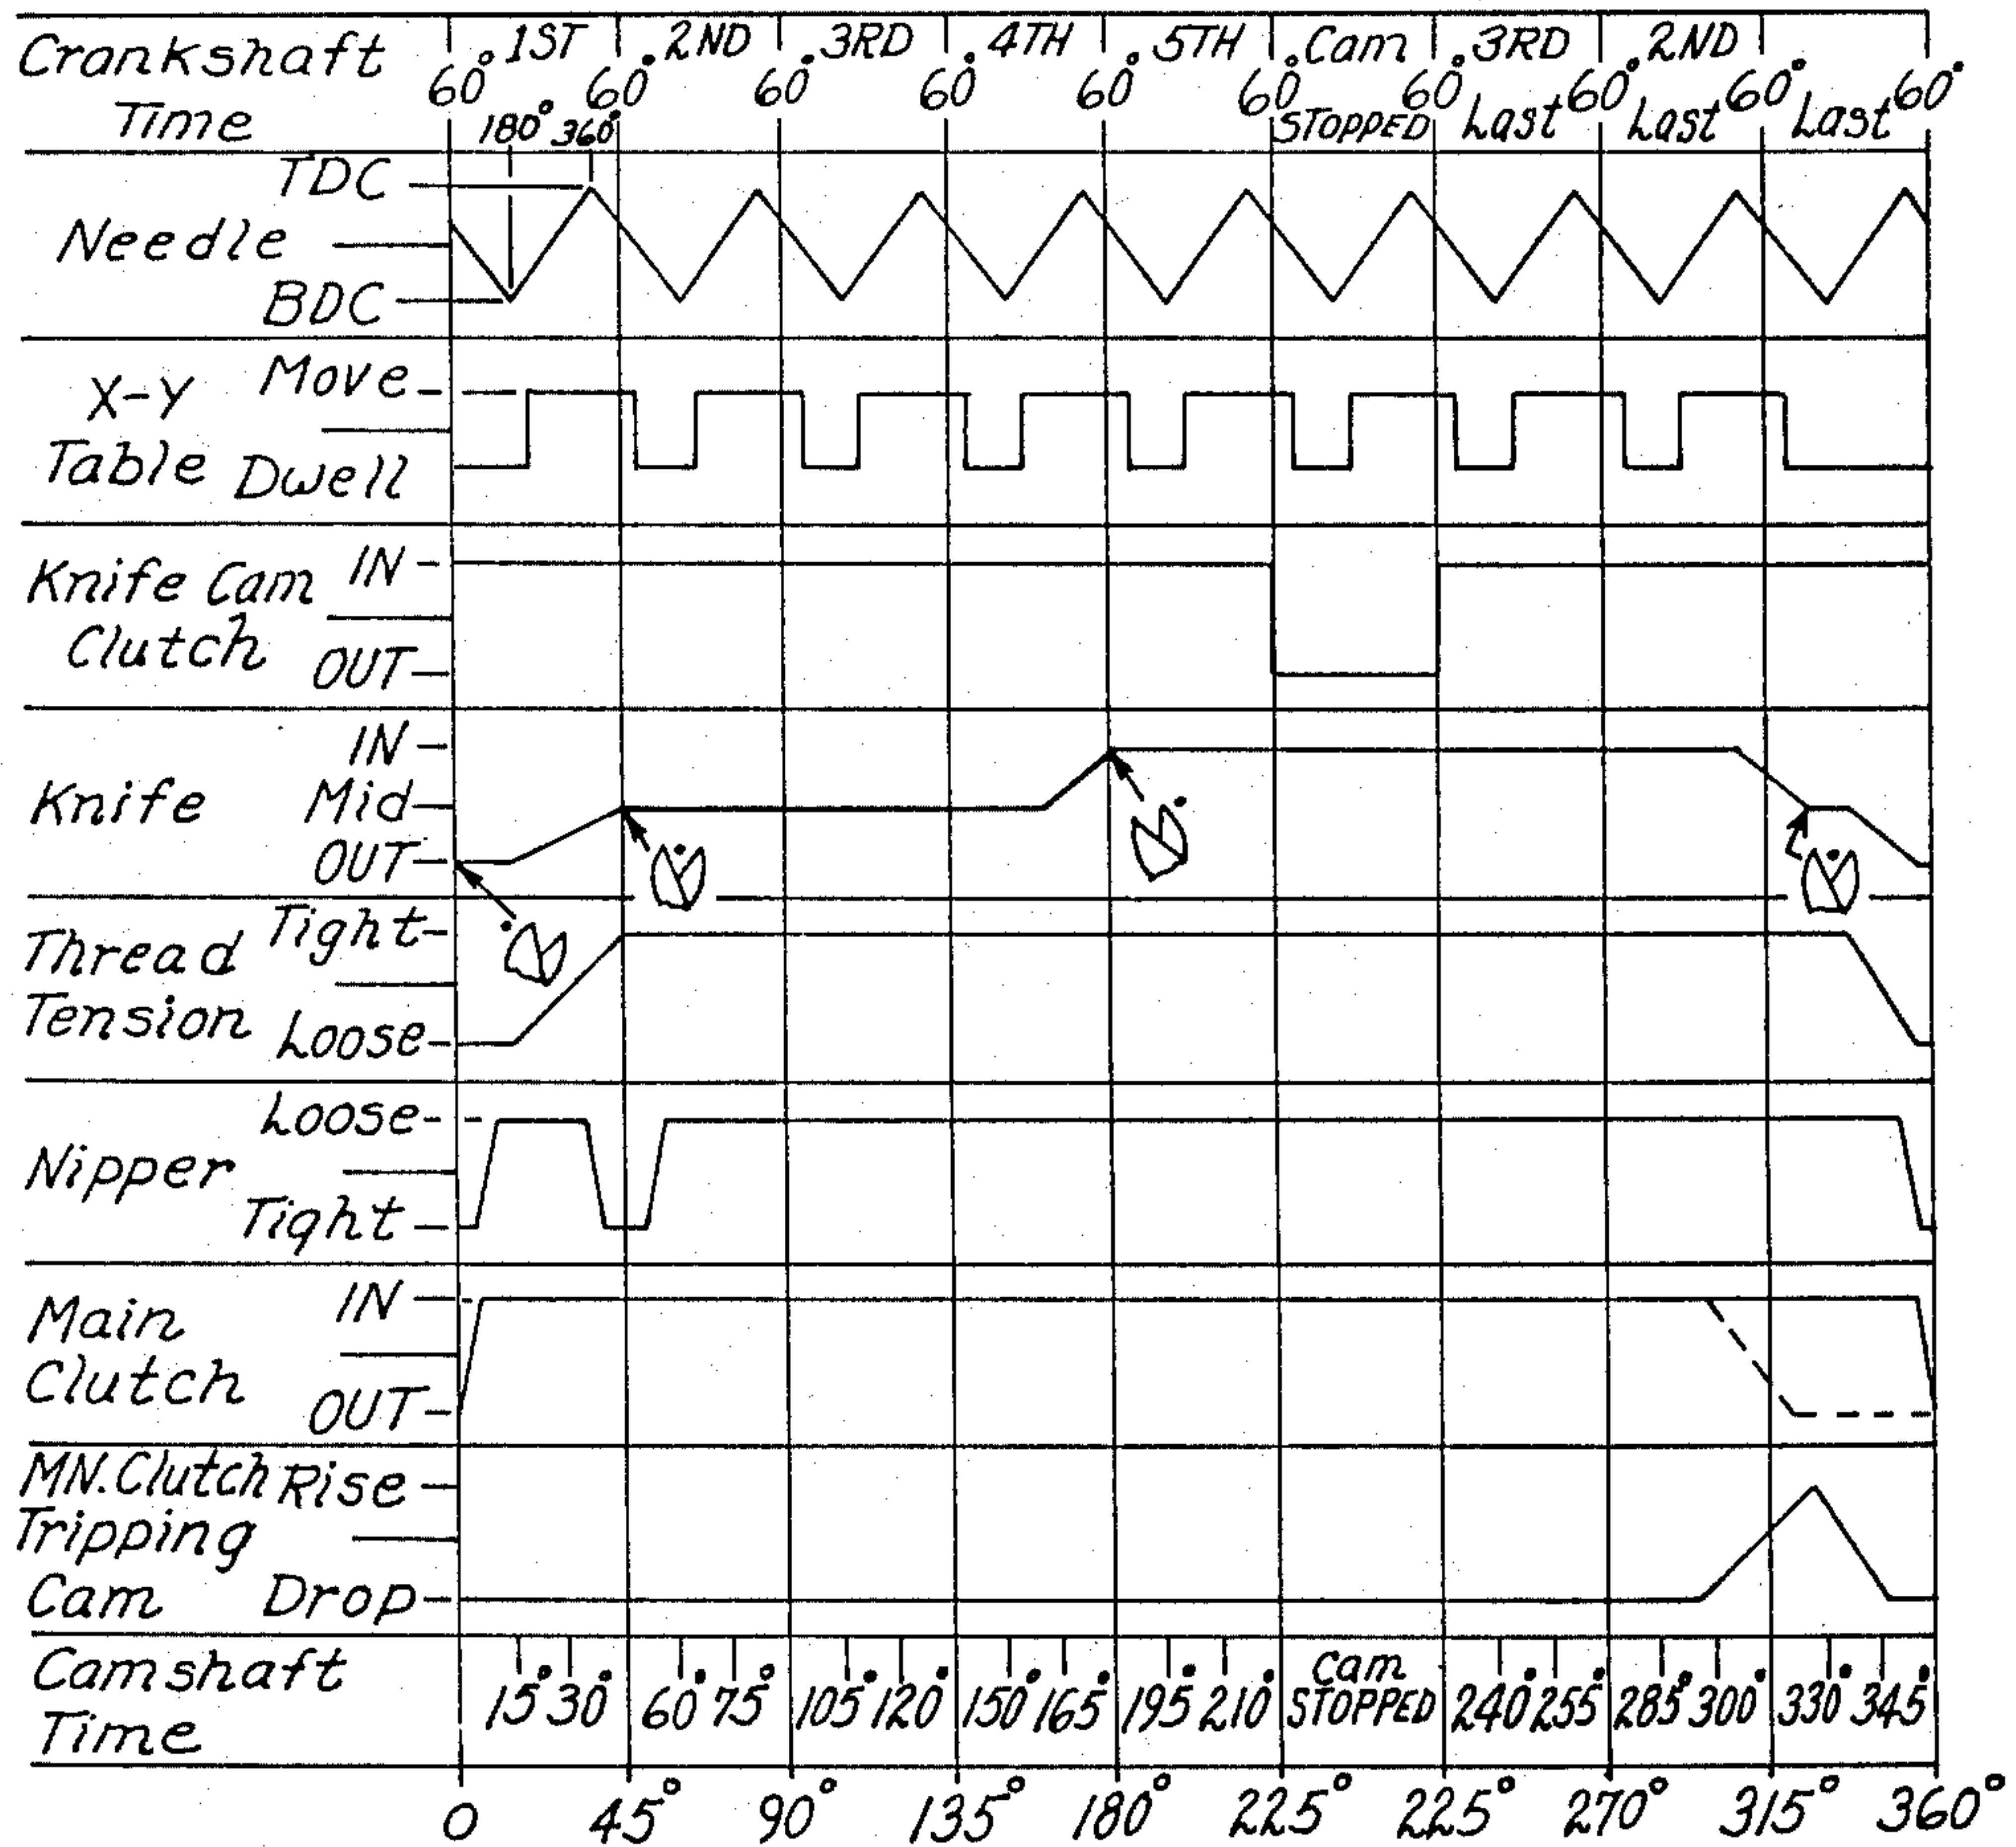 Crankshaft Time
1ST 2ND 3RD 4TH 5TH Cam STOPPED 3RD Last 2ND Last Last
60° 60° 60° 60° 60° 60° 60° 60° 60° 60°
180° 360°
TDC
Needle
BDC
X-Y Table
Move
Dwell
Knife Cam Clutch
IN
OUT
Knife
IN
Mid
OUT
Thread Tension
Tight
Loose
Nipper
Loose
Tight
Main Clutch
IN
OUT
MN. Clutch Tripping Cam
Rise
Drop
Camshaft Time
15° 30° 60° 75° 105° 120° 150° 165° 195° 210° Cam STOPPED 240° 255° 285° 300° 330° 345°
0 45° 90° 135° 180° 225° 225° 270° 315° 360°